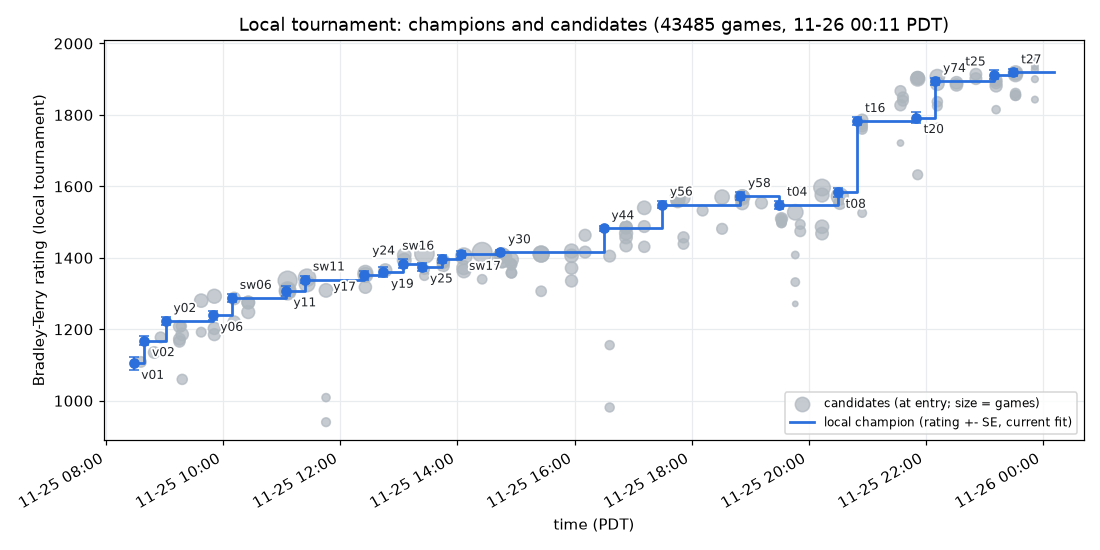 Local tournament: champions and candidates (43485 games, 11-26 00:11 PDT)
Bradley-Terry rating (local tournament)
2000
1800
1600
1400
1200
1000
v01
v02
y02
y06
sw06
y11
sw11
y17
y24
y19
sw16
y25
sw17
y30
y44
y56
y58
t04
t08
t16
t20
y74
t25
t27
candidates (at entry; size = games)
local champion (rating +- SE, current fit)
11-25 08:00
11-25 10:00
11-25 12:00
11-25 14:00
11-25 16:00
11-25 18:00
11-25 20:00
11-25 22:00
11-26 00:00
time (PDT)